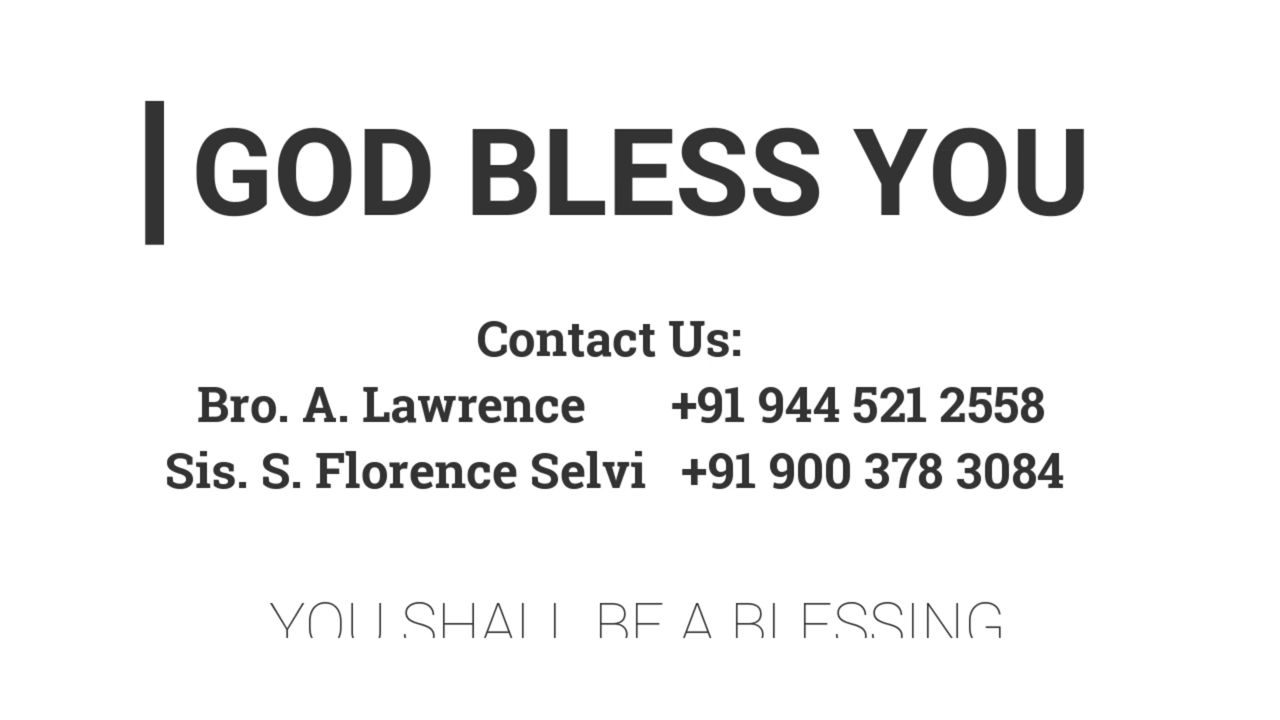 GOD BLESS YOU
Contact Us:
Bro. A. Lawrence +91 944 521 2558
Sis. S. Florence Selvi +91 900 378 3084
YOU SHALL BE A BLESSING